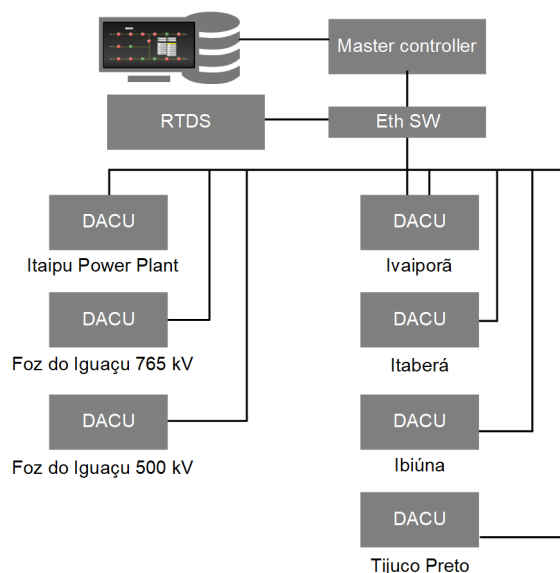 Master controller
RTDS
Eth SW
DACU
Itaipu Power Plant
DACU
Foz do Iguaçu 765 kV
DACU
Foz do Iguaçu 500 kV
DACU
Ivaiporã
DACU
Itaberá
DACU
Ibiúna
DACU
Tijuco Preto